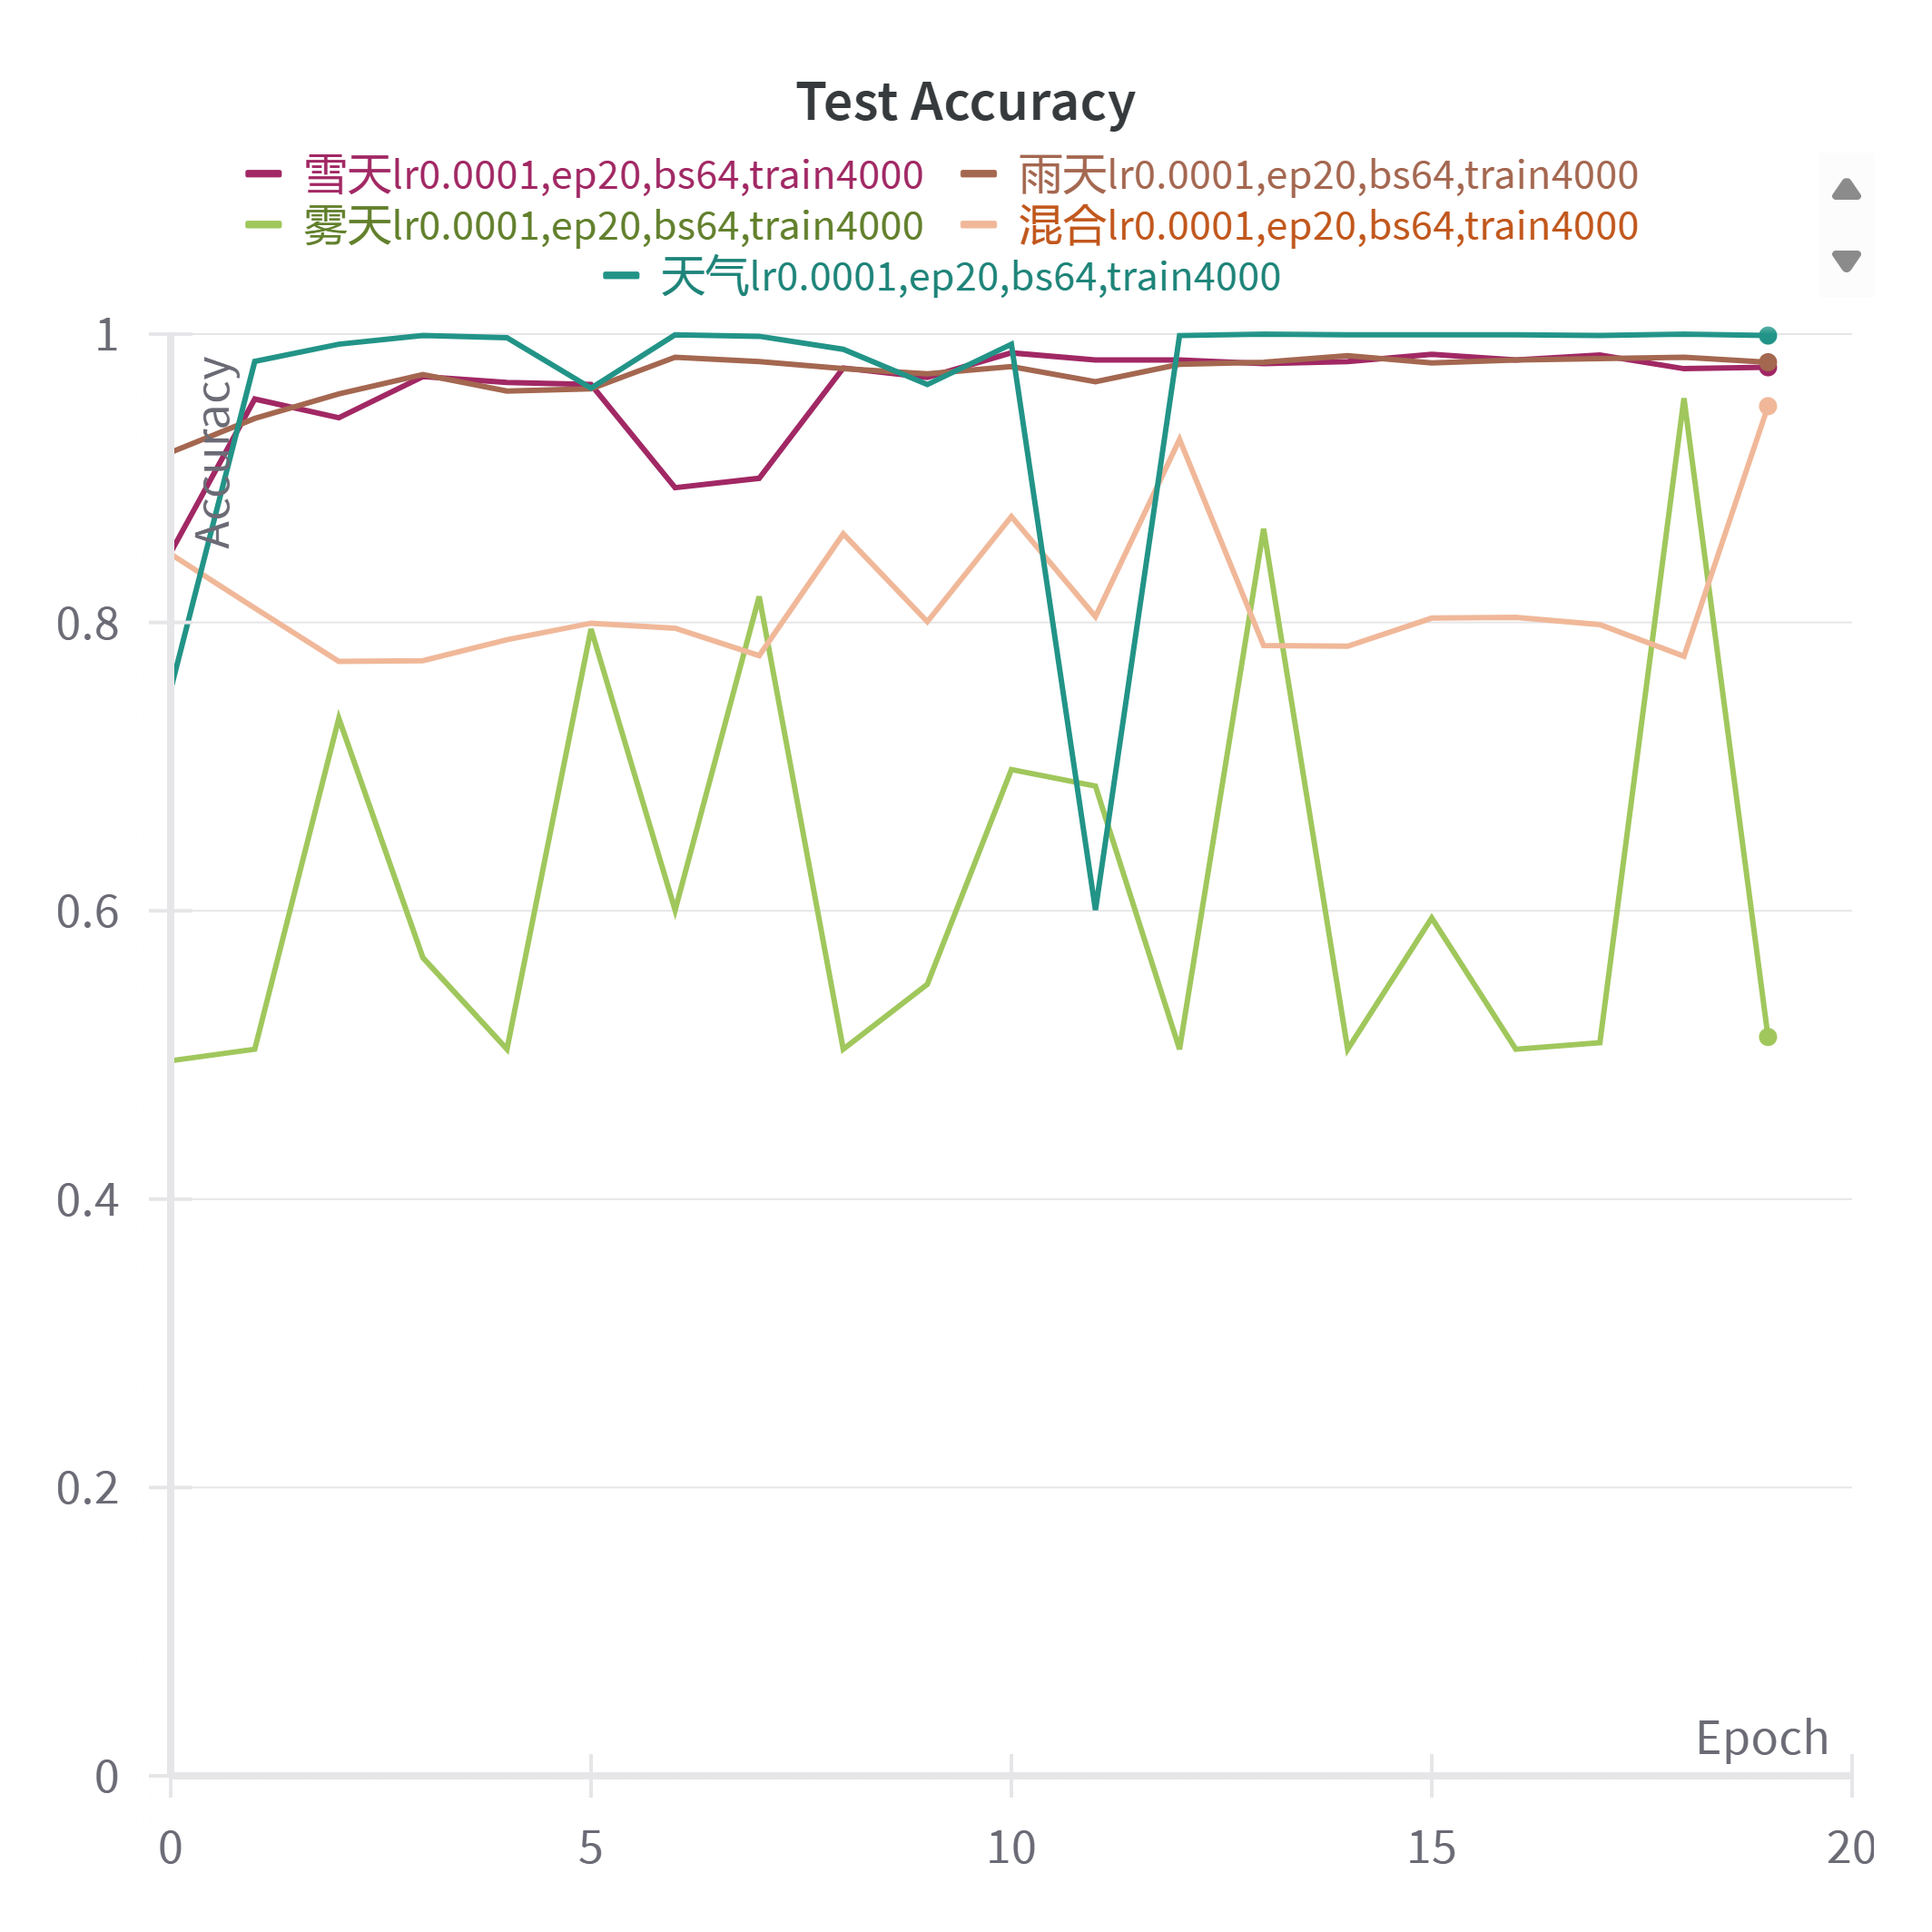 Test Accuracy
雪天lr0.0001,ep20,bs64,train4000 雨天lr0.0001,ep20,bs64,train4000
雾天lr0.0001,ep20,bs64,train4000 混合lr0.0001,ep20,bs64,train4000
天气lr0.0001,ep20,bs64,train4000
Accuracy
1
0.8
0.6
0.4
0.2
0
Epoch
0 5 10 15 20